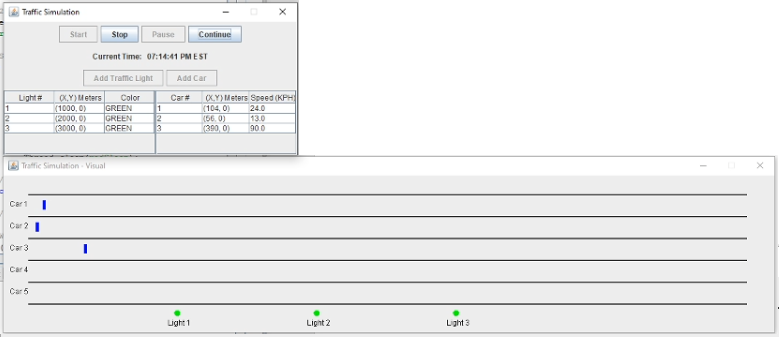 Traffic Simulation
Start Stop Pause Continue
Current Time: 07:14:41 PM EST
Add Traffic Light Add Car
Light # (X,Y) Meters Color Car # (X,Y) Meters Speed (KPH)
1 (1000, 0) GREEN 1 (104, 0) 24.0
2 (2000, 0) GREEN 2 (56, 0) 13.0
3 (3000, 0) GREEN 3 (390, 0) 90.0
Traffic Simulation - Visual
Car 1
Car 2
Car 3
Car 4
Car 5
Light 1 Light 2 Light 3